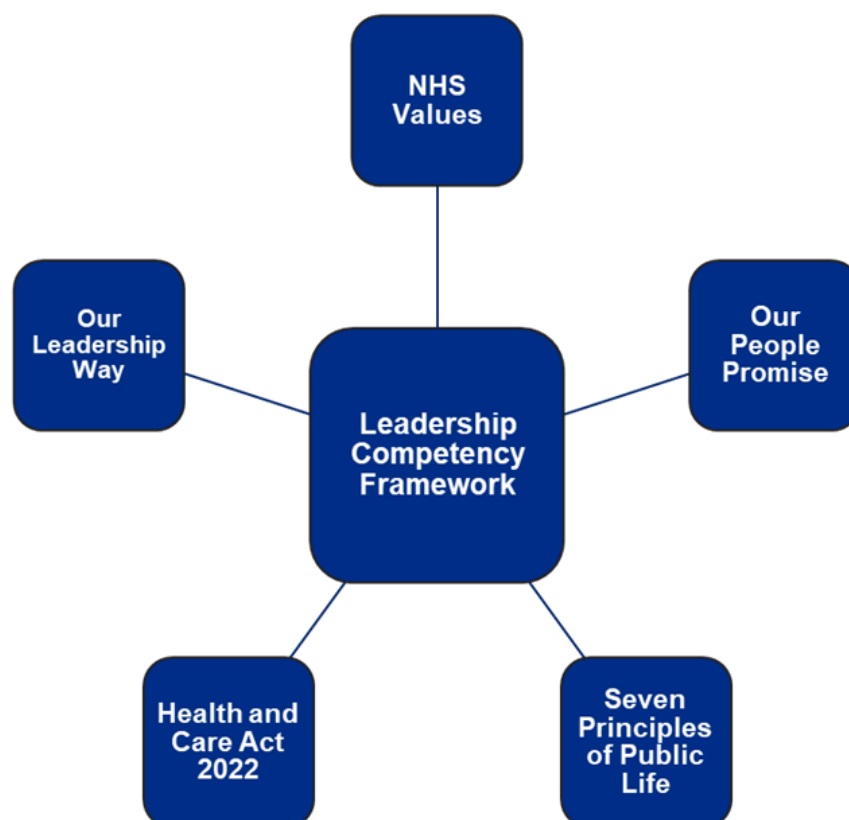 NHS
Values
Our
Leadership
Way
Our
People
Promise
Leadership
Competency
Framework
Health and
Care Act
2022
Seven
Principles
of Public
Life